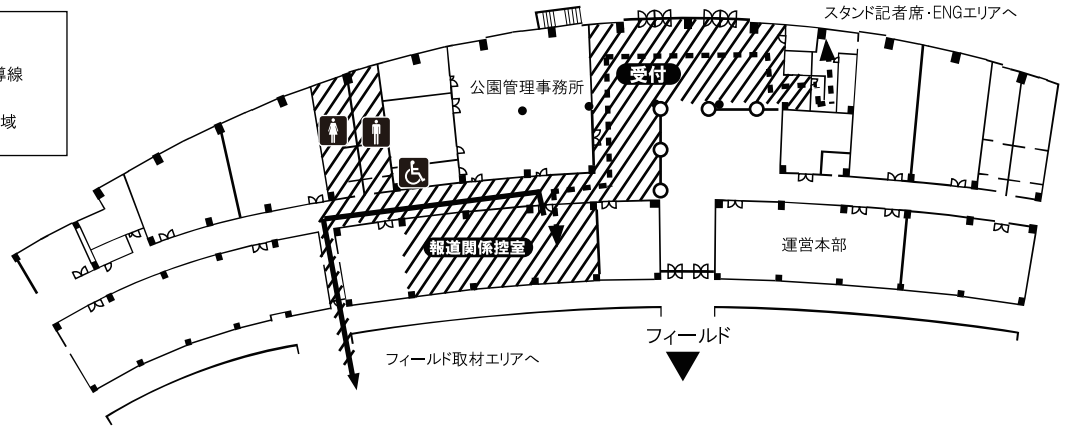 スタンド記者席・ENGエリアへ
導線
域
公園管理事務所
受付
報道関係控室
運営本部
フィールド取材エリアへ
フィールド